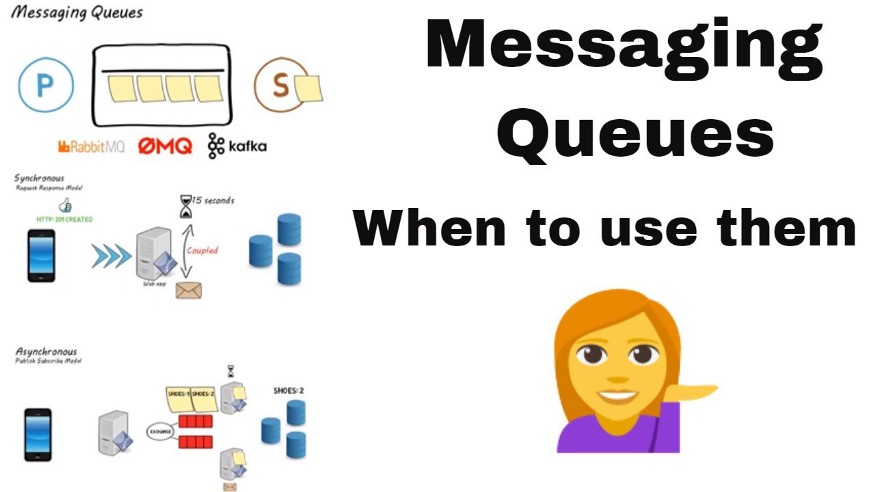 Messaging Queues
P
S
RabbitMQ
ØMQ
kafka
Synchronous
Request Response Model
HTTP: 201 CREATED
15 seconds
Coupled
Web app
Asynchronous
Publish Subscribe Model
SHOES: 1
SHOES: 2
SHOES: 2
EXCHANGE
Messaging
Queues
When to use them